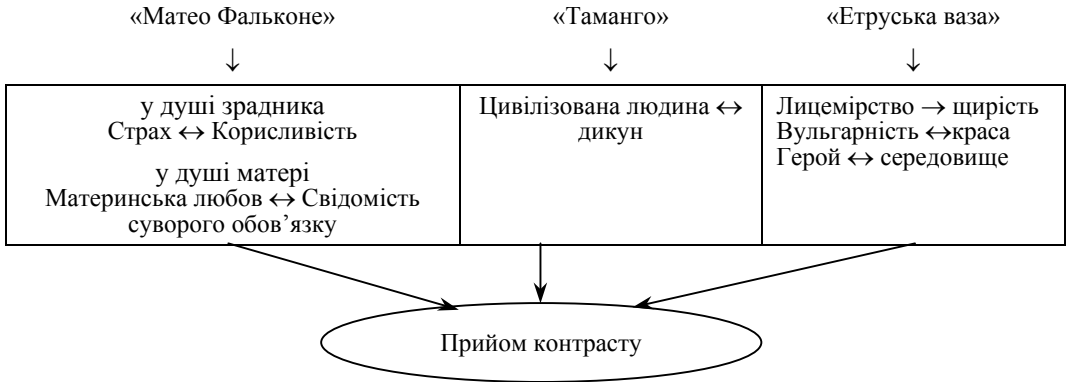 «Матео Фальконе» «Таманго» «Етруська ваза»
↓ ↓ ↓
у душі зрадника
Страх ↔ Корисливість
у душі матері
Материнська любов ↔ Свідомість
суворого обов’язку
Цивілізована людина ↔
дикун
Лицемірство → щирість
Вульгарність ↔краса
Герой ↔ середовище
Прийом контрасту